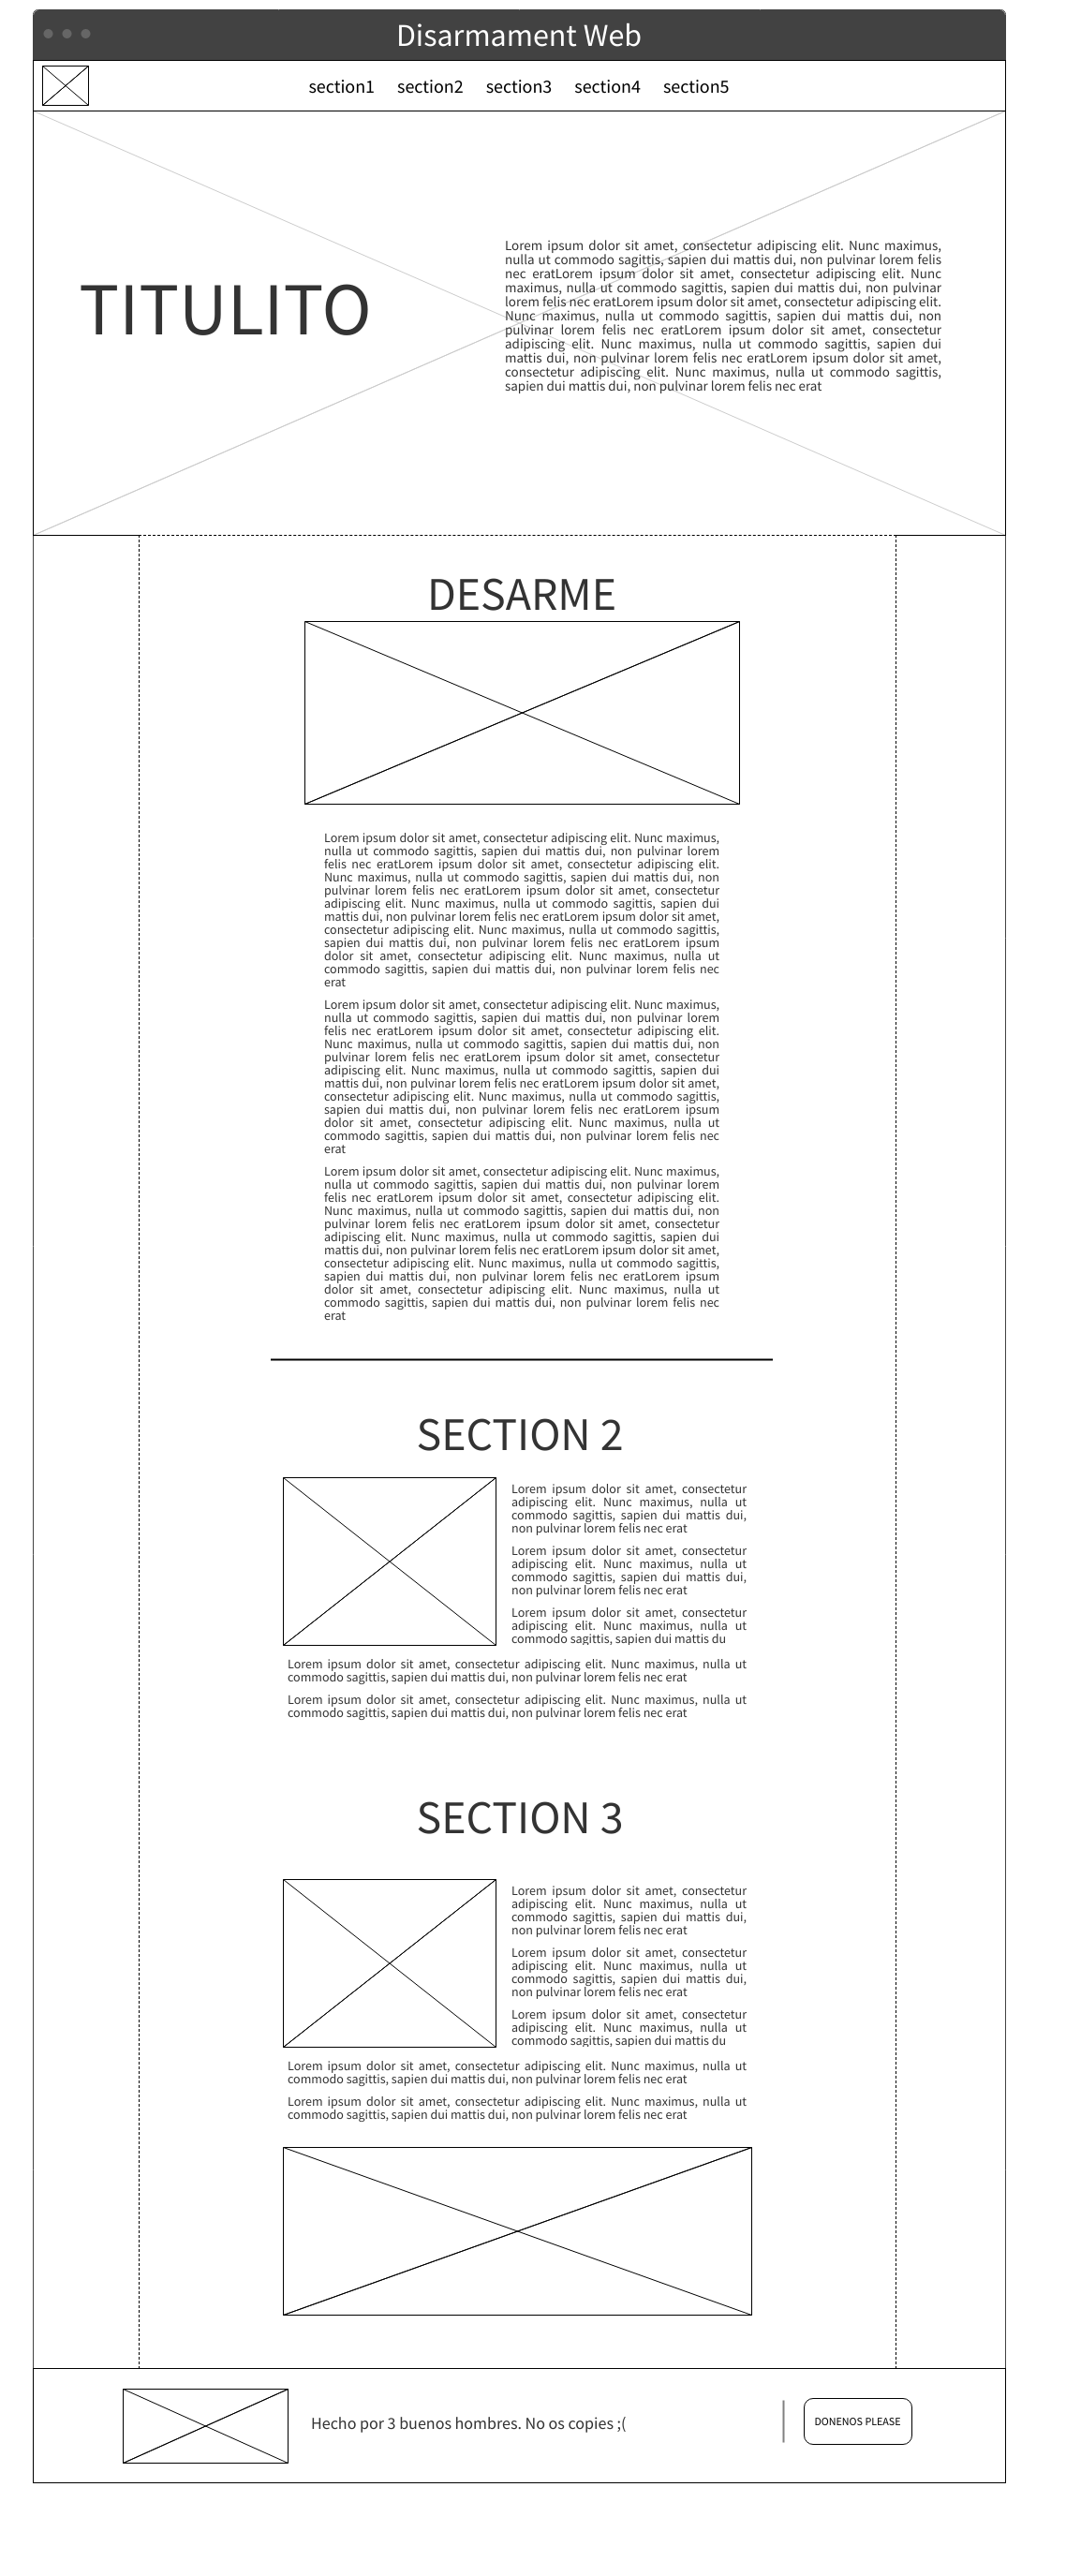 Disarmament Web
section1 section2 section3 section4 section5
TITULITO
Lorem ipsum dolor sit amet, consectetur adipiscing elit. Nunc maximus,
nulla ut commodo sagittis, sapien dui mattis dui, non pulvinar lorem felis
nec eratLorem ipsum dolor sit amet, consectetur adipiscing elit. Nunc
maximus, nulla ut commodo sagittis, sapien dui mattis dui, non pulvinar
lorem felis nec eratLorem ipsum dolor sit amet, consectetur adipiscing elit.
Nunc maximus, nulla ut commodo sagittis, sapien dui mattis dui, non
pulvinar lorem felis nec eratLorem ipsum dolor sit amet, consectetur
adipiscing elit. Nunc maximus, nulla ut commodo sagittis, sapien dui
mattis dui, non pulvinar lorem felis nec eratLorem ipsum dolor sit amet,
consectetur adipiscing elit. Nunc maximus, nulla ut commodo sagittis,
sapien dui mattis dui, non pulvinar lorem felis nec erat
DESARME
Lorem ipsum dolor sit amet, consectetur adipiscing elit. Nunc maximus,
nulla ut commodo sagittis, sapien dui mattis dui, non pulvinar lorem
felis nec eratLorem ipsum dolor sit amet, consectetur adipiscing elit.
Nunc maximus, nulla ut commodo sagittis, sapien dui mattis dui, non
pulvinar lorem felis nec eratLorem ipsum dolor sit amet, consectetur
adipiscing elit. Nunc maximus, nulla ut commodo sagittis, sapien dui
mattis dui, non pulvinar lorem felis nec eratLorem ipsum dolor sit amet,
consectetur adipiscing elit. Nunc maximus, nulla ut commodo sagittis,
sapien dui mattis dui, non pulvinar lorem felis nec eratLorem ipsum
dolor sit amet, consectetur adipiscing elit. Nunc maximus, nulla ut
commodo sagittis, sapien dui mattis dui, non pulvinar lorem felis nec
erat
Lorem ipsum dolor sit amet, consectetur adipiscing elit. Nunc maximus,
nulla ut commodo sagittis, sapien dui mattis dui, non pulvinar lorem
felis nec eratLorem ipsum dolor sit amet, consectetur adipiscing elit.
Nunc maximus, nulla ut commodo sagittis, sapien dui mattis dui, non
pulvinar lorem felis nec eratLorem ipsum dolor sit amet, consectetur
adipiscing elit. Nunc maximus, nulla ut commodo sagittis, sapien dui
mattis dui, non pulvinar lorem felis nec eratLorem ipsum dolor sit amet,
consectetur adipiscing elit. Nunc maximus, nulla ut commodo sagittis,
sapien dui mattis dui, non pulvinar lorem felis nec eratLorem ipsum
dolor sit amet, consectetur adipiscing elit. Nunc maximus, nulla ut
commodo sagittis, sapien dui mattis dui, non pulvinar lorem felis nec
erat
Lorem ipsum dolor sit amet, consectetur adipiscing elit. Nunc maximus,
nulla ut commodo sagittis, sapien dui mattis dui, non pulvinar lorem
felis nec eratLorem ipsum dolor sit amet, consectetur adipiscing elit.
Nunc maximus, nulla ut commodo sagittis, sapien dui mattis dui, non
pulvinar lorem felis nec eratLorem ipsum dolor sit amet, consectetur
adipiscing elit. Nunc maximus, nulla ut commodo sagittis, sapien dui
mattis dui, non pulvinar lorem felis nec eratLorem ipsum dolor sit amet,
consectetur adipiscing elit. Nunc maximus, nulla ut commodo sagittis,
sapien dui mattis dui, non pulvinar lorem felis nec eratLorem ipsum
dolor sit amet, consectetur adipiscing elit. Nunc maximus, nulla ut
commodo sagittis, sapien dui mattis dui, non pulvinar lorem felis nec
erat
SECTION 2
Lorem ipsum dolor sit amet, consectetur
adipiscing elit. Nunc maximus, nulla ut
commodo sagittis, sapien dui mattis dui,
non pulvinar lorem felis nec erat
Lorem ipsum dolor sit amet, consectetur
adipiscing elit. Nunc maximus, nulla ut
commodo sagittis, sapien dui mattis dui,
non pulvinar lorem felis nec erat
Lorem ipsum dolor sit amet, consectetur
adipiscing elit. Nunc maximus, nulla ut
commodo sagittis, sapien dui mattis du
Lorem ipsum dolor sit amet, consectetur adipiscing elit. Nunc maximus, nulla ut
commodo sagittis, sapien dui mattis dui, non pulvinar lorem felis nec erat
Lorem ipsum dolor sit amet, consectetur adipiscing elit. Nunc maximus, nulla ut
commodo sagittis, sapien dui mattis dui, non pulvinar lorem felis nec erat
SECTION 3
Lorem ipsum dolor sit amet, consectetur
adipiscing elit. Nunc maximus, nulla ut
commodo sagittis, sapien dui mattis dui,
non pulvinar lorem felis nec erat
Lorem ipsum dolor sit amet, consectetur
adipiscing elit. Nunc maximus, nulla ut
commodo sagittis, sapien dui mattis dui,
non pulvinar lorem felis nec erat
Lorem ipsum dolor sit amet, consectetur
adipiscing elit. Nunc maximus, nulla ut
commodo sagittis, sapien dui mattis du
Lorem ipsum dolor sit amet, consectetur adipiscing elit. Nunc maximus, nulla ut
commodo sagittis, sapien dui mattis dui, non pulvinar lorem felis nec erat
Lorem ipsum dolor sit amet, consectetur adipiscing elit. Nunc maximus, nulla ut
commodo sagittis, sapien dui mattis dui, non pulvinar lorem felis nec erat
Hecho por 3 buenos hombres. No os copies ;(
DONENOS PLEASE